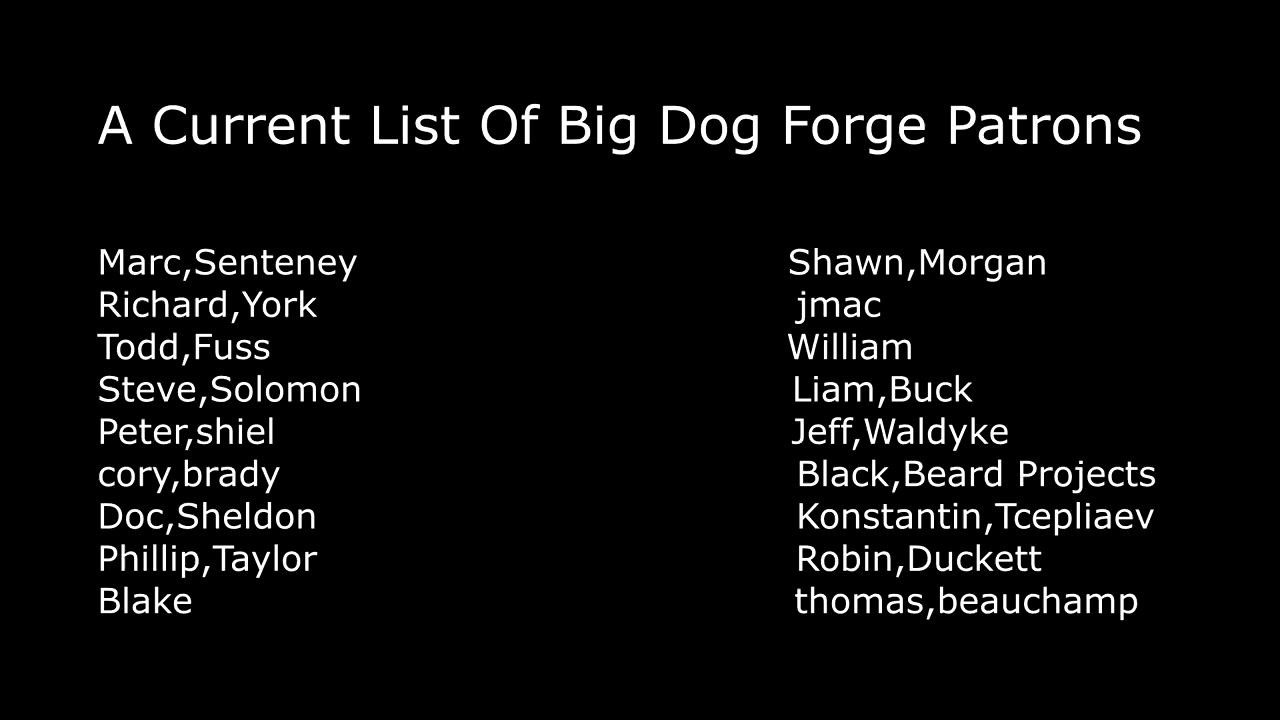 A Current List Of Big Dog Forge Patrons
Marc,Senteney
Richard,York
Todd,Fuss
Steve,Solomon
Peter,shiel
cory,brady
Doc,Sheldon
Phillip,Taylor
Blake
Shawn,Morgan
jmac
William
Liam,Buck
Jeff,Waldyke
Black,Beard Projects
Konstantin,Tcepliaev
Robin,Duckett
thomas,beauchamp